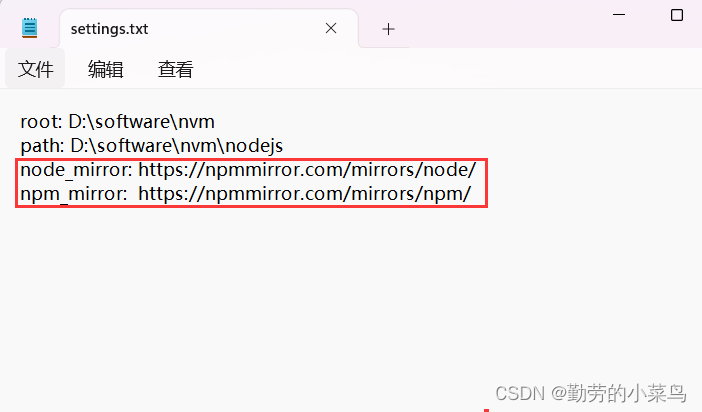 settings.txt
文件 编辑 查看
root: D:\software\nvm
path: D:\software\nvm\nodejs
node_mirror: https://npmmirror.com/mirrors/node/
npm_mirror:  https://npmmirror.com/mirrors/npm/
CSDN @勤劳的小菜鸟